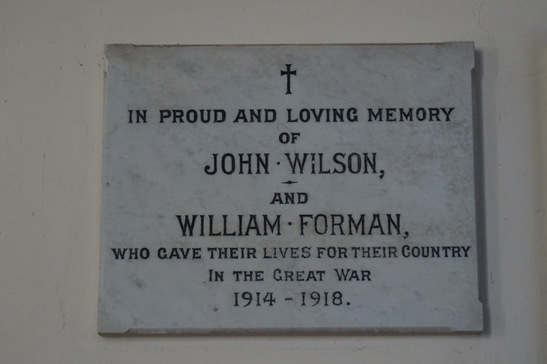 IN PROUD AND LOVING MEMORY
OF
JOHN · WILSON,
AND
WILLIAM · FORMAN,
WHO GAVE THEIR LIVES FOR THEIR COUNTRY
IN THE GREAT WAR
1914 - 1918.